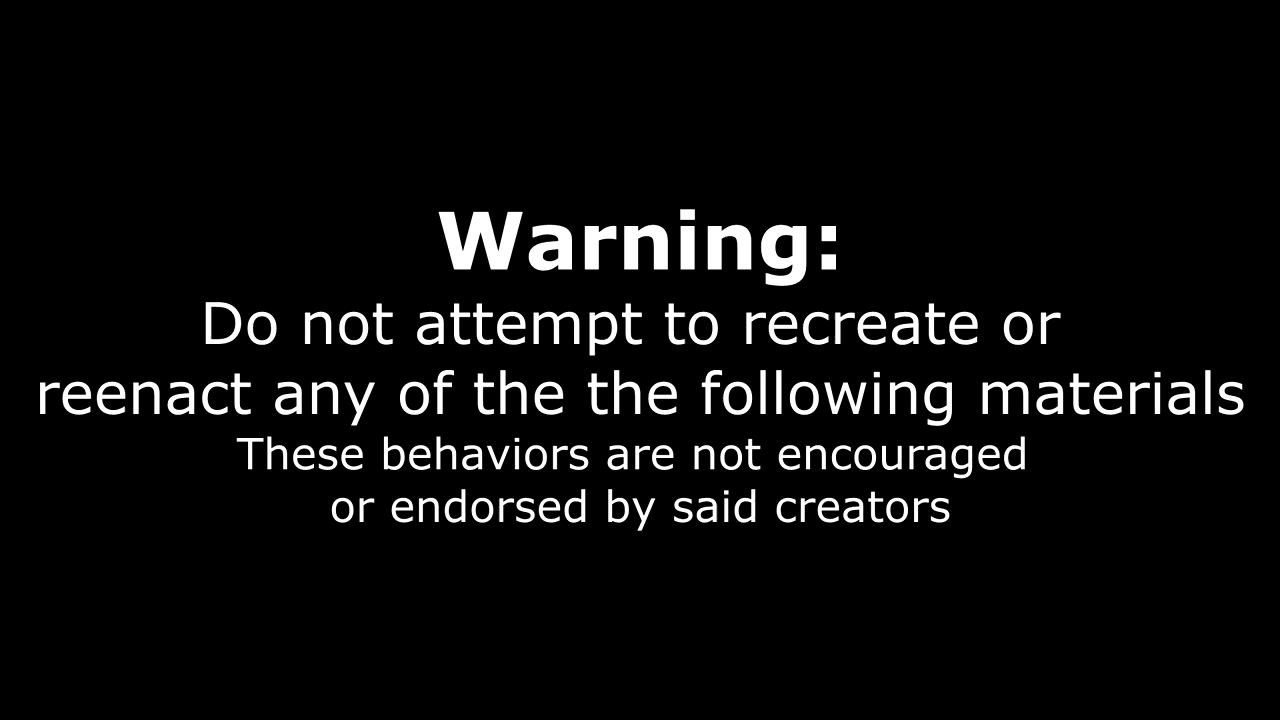 Warning:
Do not attempt to recreate or
reenact any of the the following materials
These behaviors are not encouraged
or endorsed by said creators